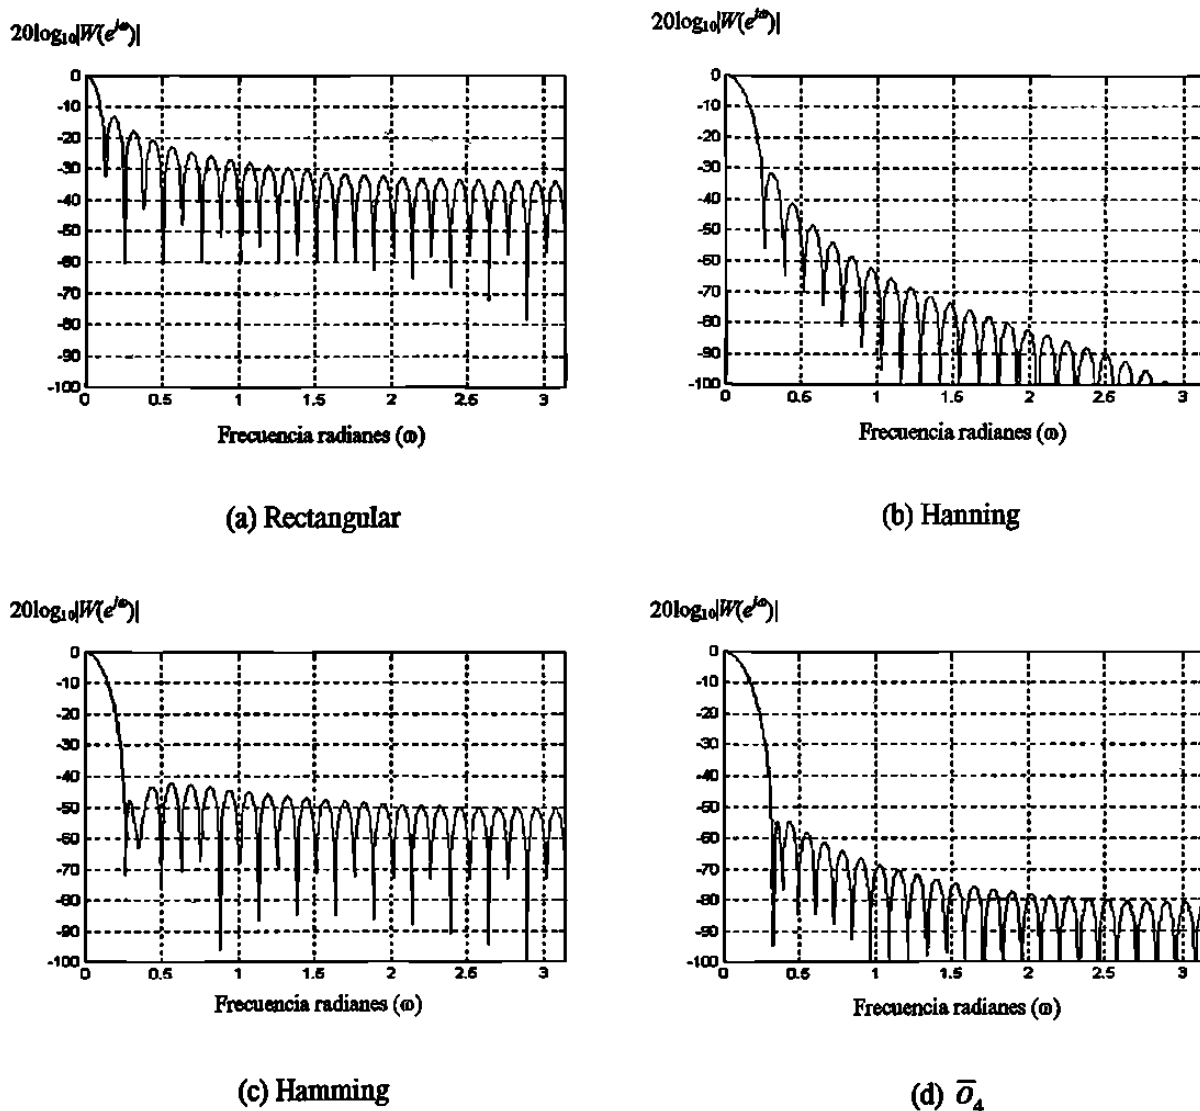 20log₁₀|W(e^{jω})|
0
-10
-20
-30
-40
-50
-60
-70
-80
-90
-100
0 0.5 1 1.5 2 2.5 3
Frecuencia radianes (ω)
(a) Rectangular
20log₁₀|W(e^{jω})|
0
-10
-20
-30
-40
-50
-60
-70
-80
-90
-100
0 0.5 1 1.5 2 2.5 3
Frecuencia radianes (ω)
(b) Hanning
20log₁₀|W(e^{jω})|
0
-10
-20
-30
-40
-50
-60
-70
-80
-90
-100
0 0.5 1 1.5 2 2.5 3
Frecuencia radianes (ω)
(c) Hamming
20log₁₀|W(e^{jω})|
0
-10
-20
-30
-40
-50
-60
-70
-80
-90
-100
0 0.5 1 1.5 2 2.5 3
Frecuencia radianes (ω)
(d) O̅₄